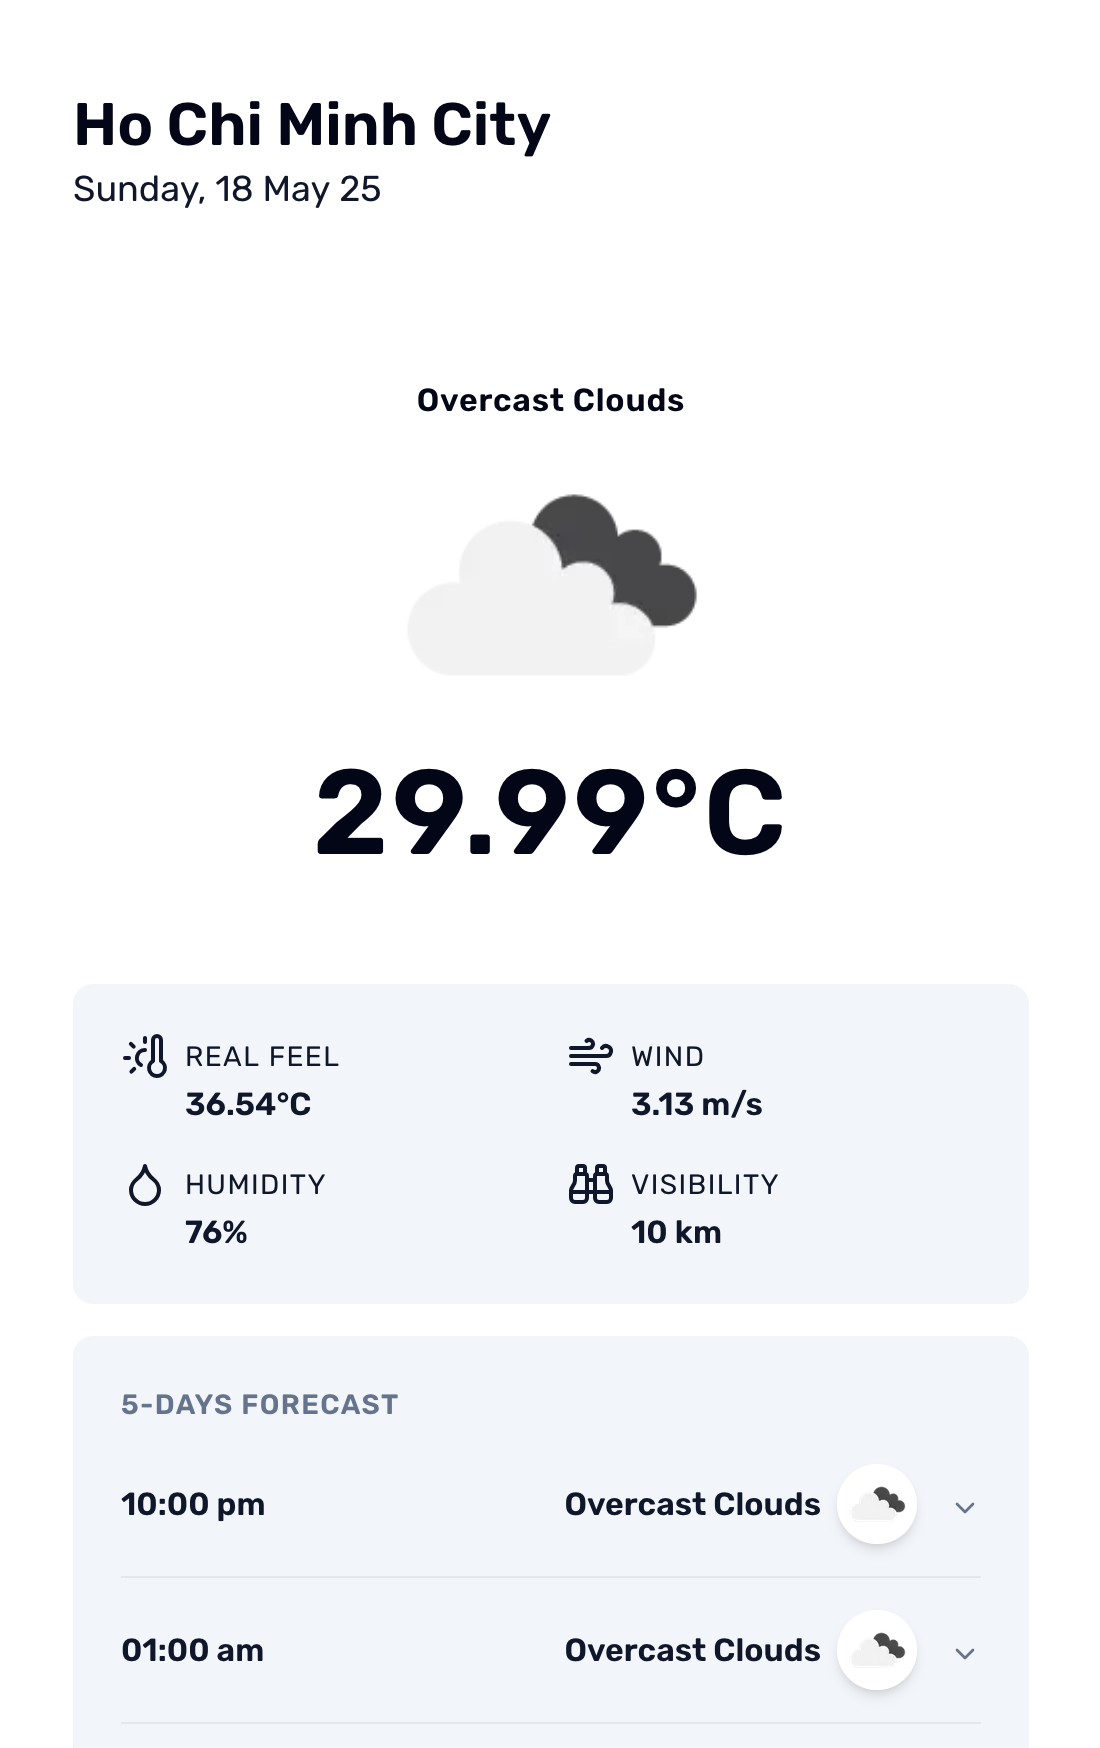 Ho Chi Minh City
Sunday, 18 May 25
Overcast Clouds
29.99°C
REAL FEEL
36.54°C
WIND
3.13 m/s
HUMIDITY
76%
VISIBILITY
10 km
5-DAYS FORECAST
10:00 pm Overcast Clouds
01:00 am Overcast Clouds